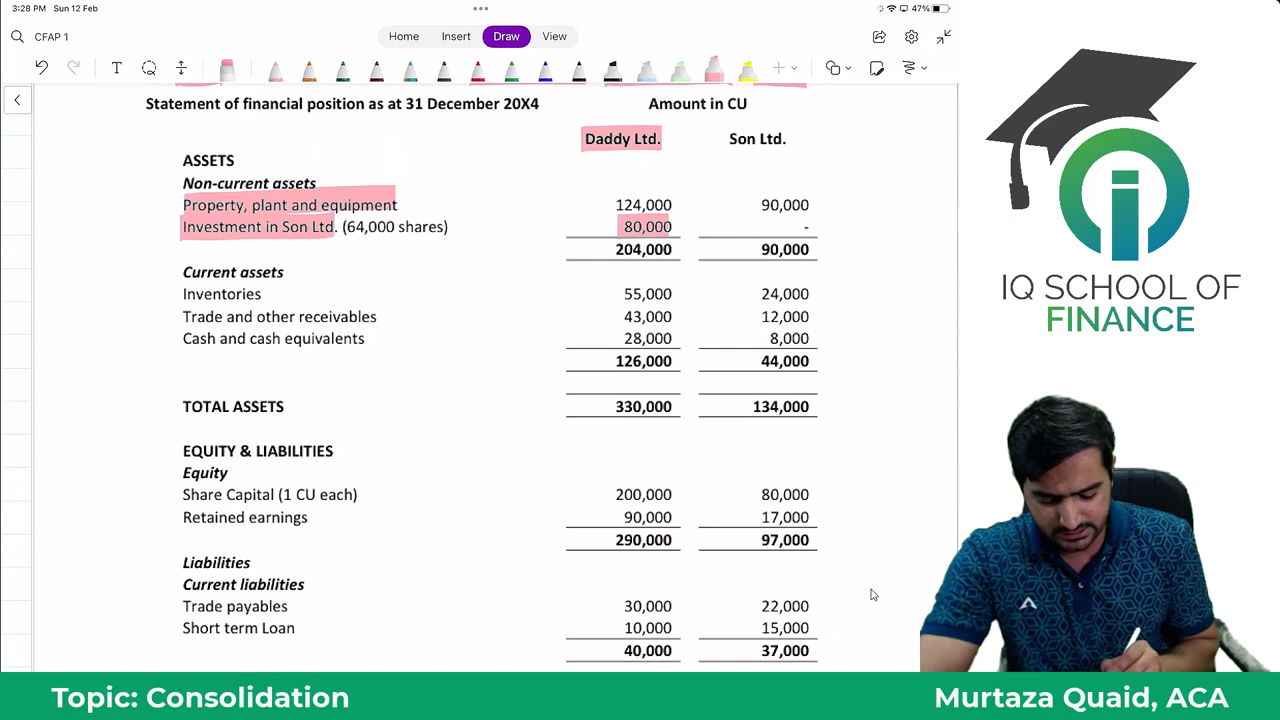 3:28 PM Sun 12 Feb
47%
CFAP 1
Home Insert Draw View
Statement of financial position as at 31 December 20X4 Amount in CU
Daddy Ltd. Son Ltd.
ASSETS
Non-current assets
Property, plant and equipment 124,000 90,000
Investment in Son Ltd. (64,000 shares) 80,000 -
204,000 90,000
Current assets
Inventories 55,000 24,000
Trade and other receivables 43,000 12,000
Cash and cash equivalents 28,000 8,000
126,000 44,000
TOTAL ASSETS 330,000 134,000
EQUITY & LIABILITIES
Equity
Share Capital (1 CU each) 200,000 80,000
Retained earnings 90,000 17,000
290,000 97,000
Liabilities
Current liabilities
Trade payables 30,000 22,000
Short term Loan 10,000 15,000
40,000 37,000
IQ SCHOOL OF
FINANCE
Topic: Consolidation
Murtaza Quaid, ACA